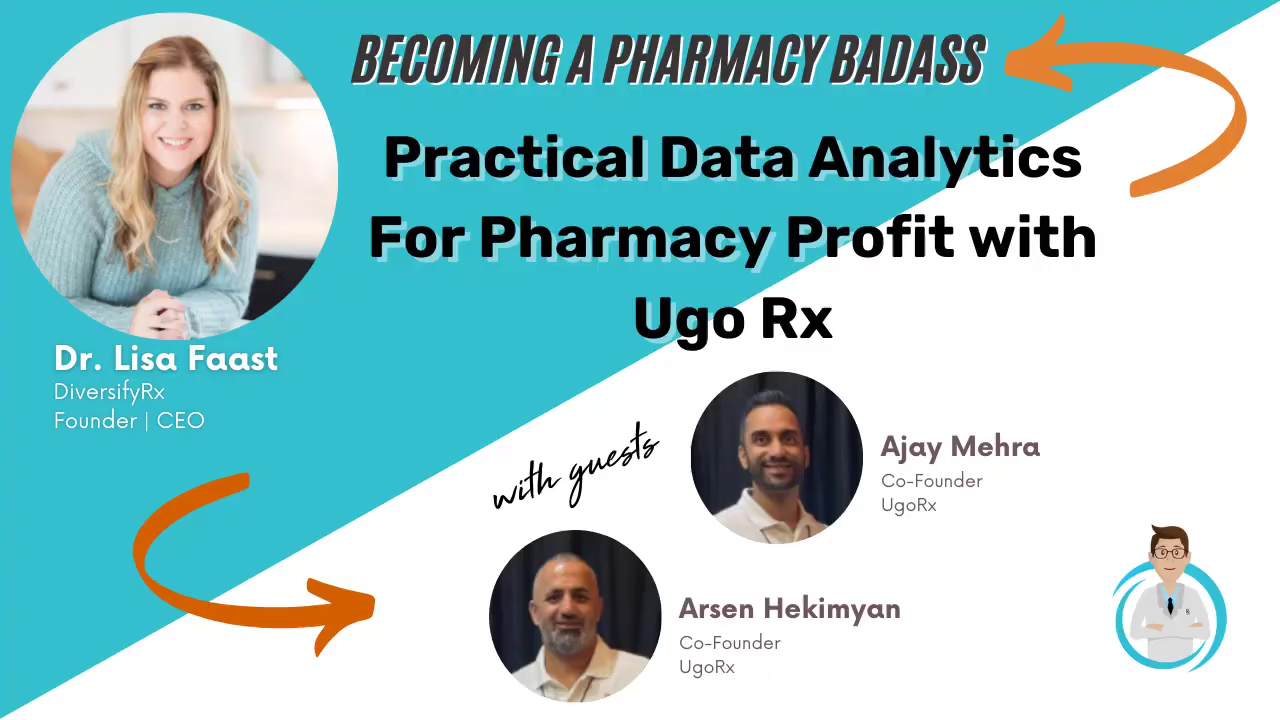 BECOMING A PHARMACY BADASS
Practical Data Analytics
For Pharmacy Profit with
Ugo Rx
Dr. Lisa Faast
DiversifyRx
Founder | CEO
with guests
Ajay Mehra
Co-Founder
UgoRx
Arsen Hekimyan
Co-Founder
UgoRx